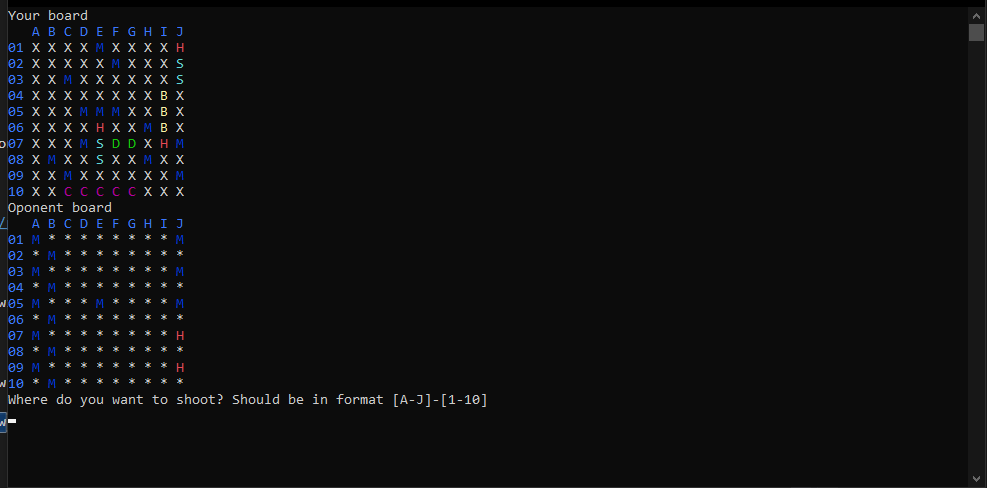 Your board
A B C D E F G H I J
01 X X X X M X X X X H
02 X X X X X M X X X S
03 X X M X X X X X X S
04 X X X X X X X X B X
05 X X X M M M X X B X
06 X X X X H X X M B X
07 X X X M S D D X H M
08 X M X X S X X M X X
09 X X M X X X X X X M
10 X X C C C C C X X X
Oponent board
A B C D E F G H I J
01 M * * * * * * * * M
02 * M * * * * * * * *
03 M * * * * * * * * M
04 * M * * * * * * * *
05 M * * * M * * * * M
06 * M * * * * * * * *
07 M * * * * * * * * H
08 * M * * * * * * * *
09 M * * * * * * * * H
10 * M * * * * * * * *
Where do you want to shoot? Should be in format [A-J]-[1-10]